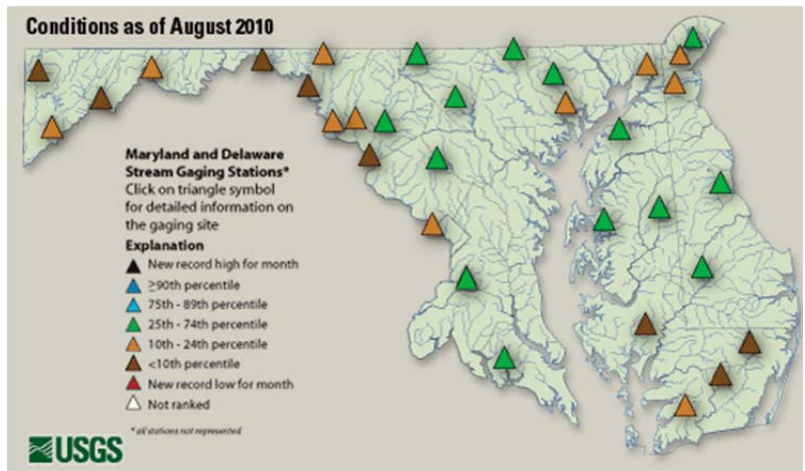 Conditions as of August 2010
Maryland and Delaware
Stream Gaging Stations*
Click on triangle symbol
for detailed information on
the gaging site
Explanation
New record high for month
≥90th percentile
75th - 89th percentile
25th - 74th percentile
10th - 24th percentile
<10th percentile
New record low for month
Not ranked
* all stations not represented
USGS